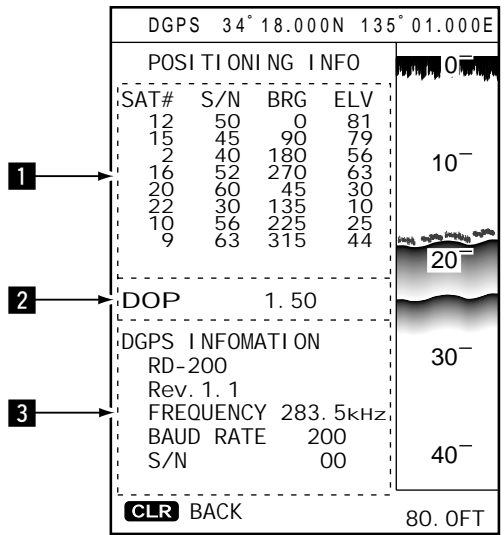 DGPS 34°18.000N 135°01.000E
POSITIONING INFO
SAT# S/N BRG ELV
12 50 0 81
15 45 90 79
2 40 180 56
16 52 270 63
20 60 45 30
22 30 135 10
10 56 225 25
9 63 315 44
1
DOP 1.50
2
DGPS INFOMATION
RD-200
Rev.1.1
FREQUENCY 283.5kHz
3
BAUD RATE 200
S/N 00
CLR BACK
0
10
20
30
40
80.0FT